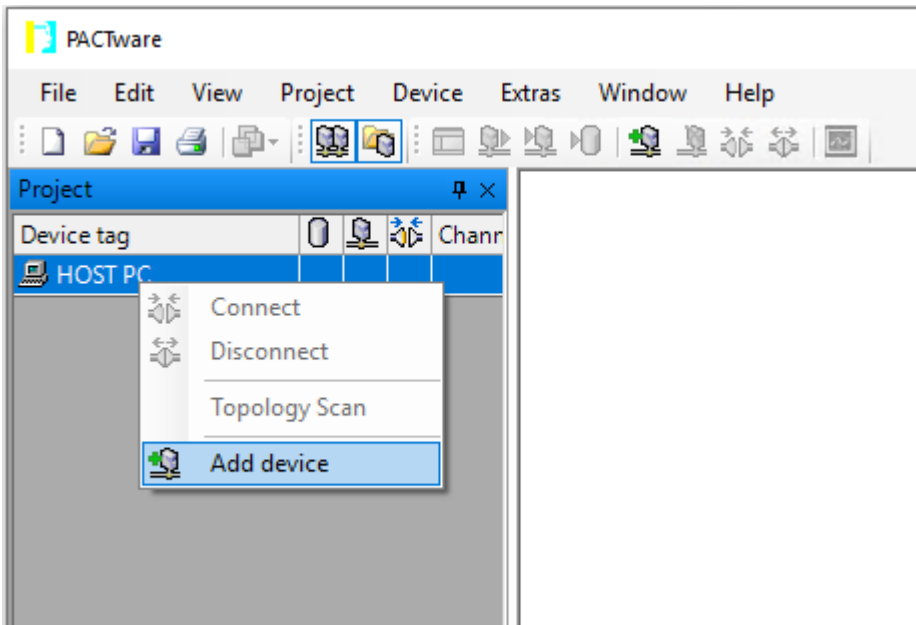 PACTware
File Edit View Project Device Extras Window Help
Project
Device tag Chann
HOST PC
Connect
Disconnect
Topology Scan
Add device